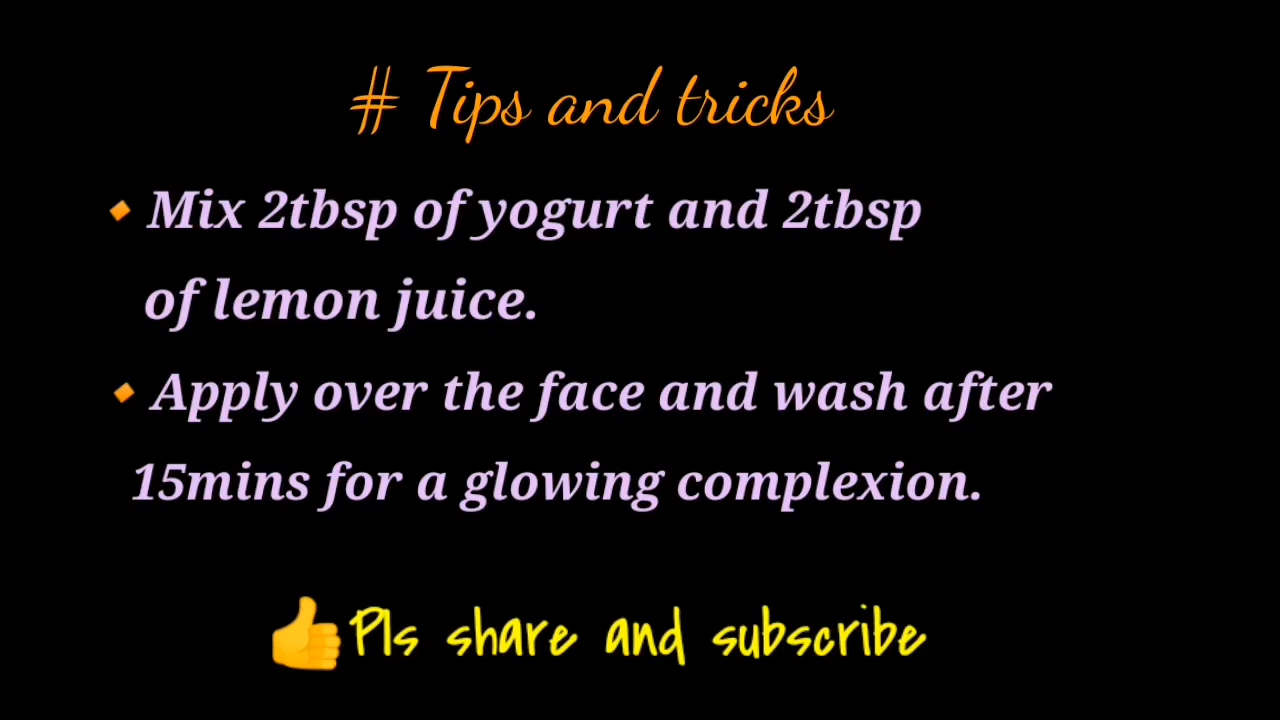 # Tips and tricks
🔸Mix 2tbsp of yogurt and 2tbsp
of lemon juice.
🔸Apply over the face and wash after
15mins for a glowing complexion.
👍Pls share and subscribe